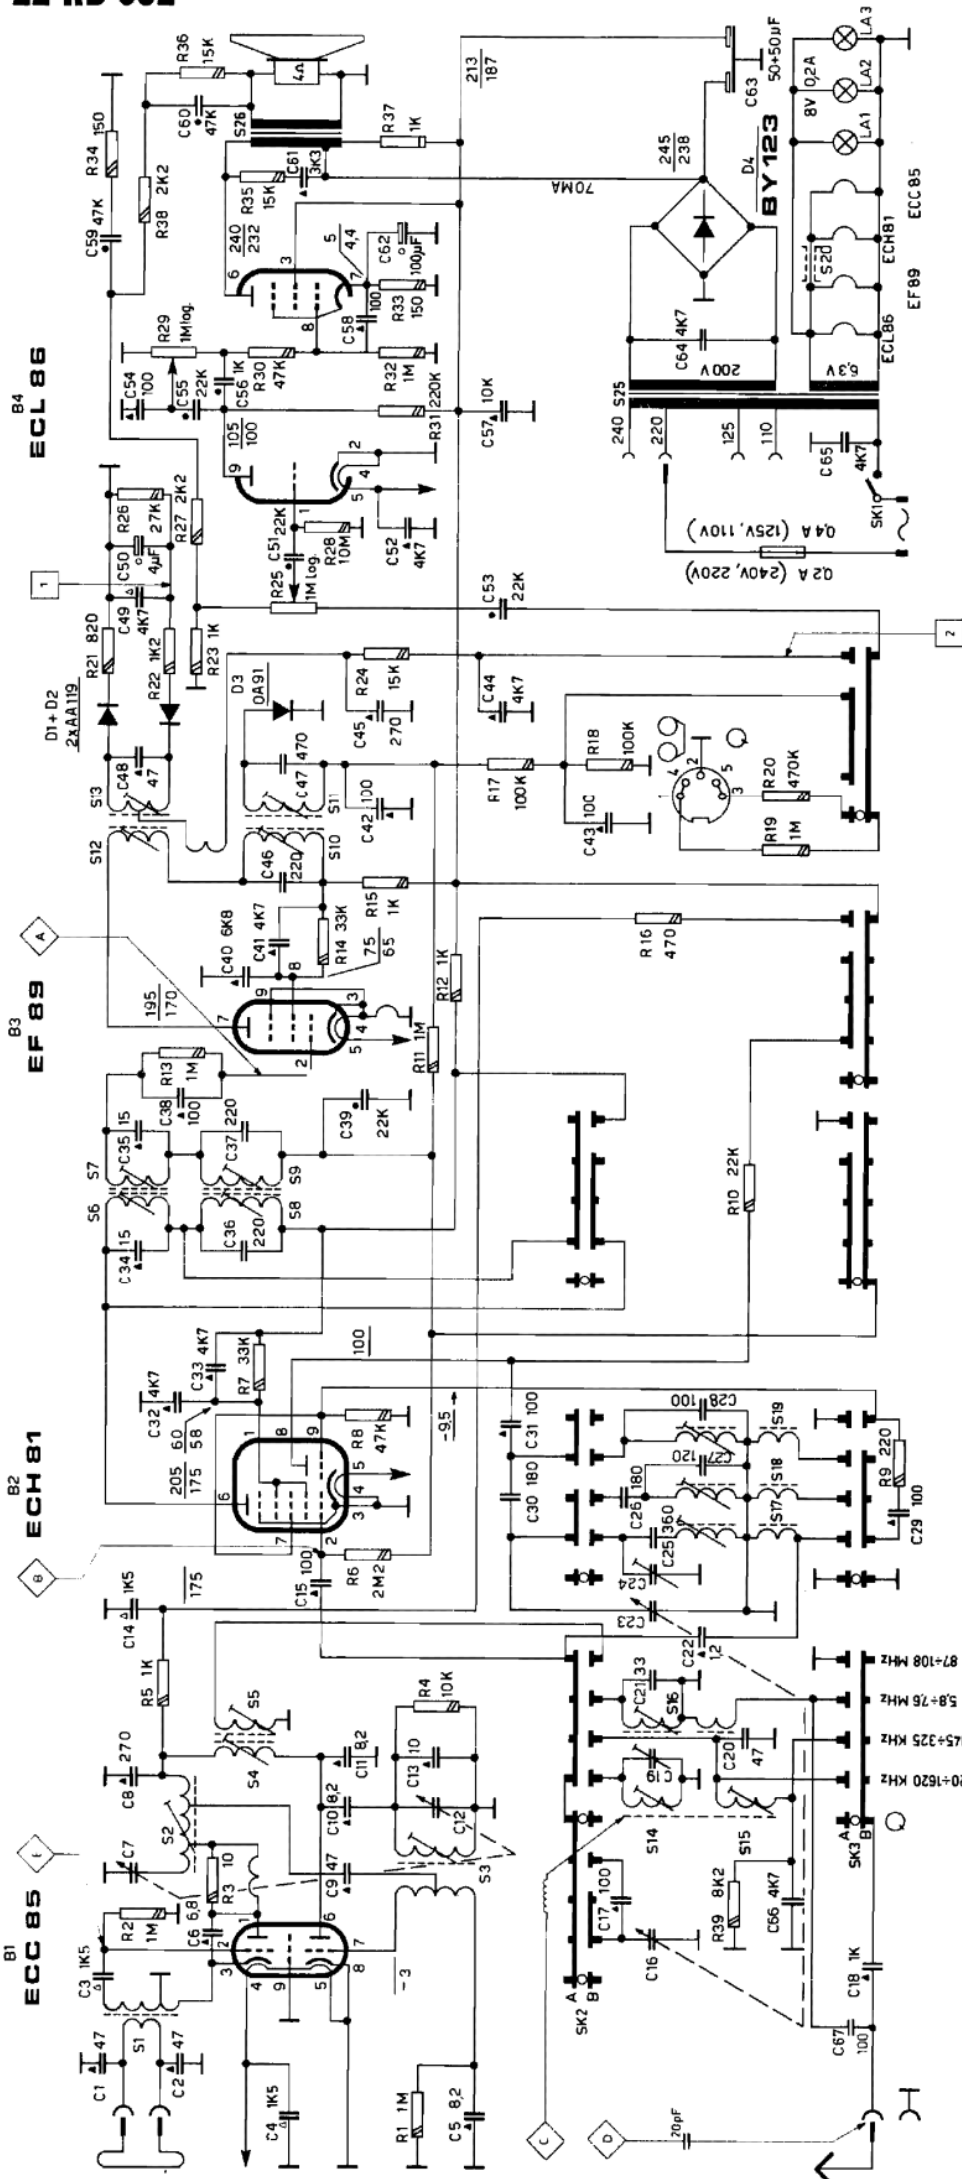 B1
ECC 85
B2
ECH 81
B3
EF 89
B4
ECL 86
C1 47
C2 47
S1
C3 1K5
R2
1M
C4 1K5
R1 1M
C5 8,2
C6
6,8
R3 10
C7
S2
C8 270
C9 47
C10 8,2
C11 8,2
C12
C13 10
R4
10K
S3
S4
S5
R5 1K
C14 1K5
175
-3
B
C15 100
R6
2M2
205
175
60
58
C32 4K7
C33 4K7
R7 33K
R8
47K
100
-9,5
C34 15
S6
S7
C35 15
C36
220
S8
S9
C37
220
C38
100
R13
1M
C39
22K
A
195
170
C40 6K8
C41 4K7
R14 33K
75
65
R11 1M
R12 1K
R15
1K
S12
S13
C46
220
S10
S11
C47
470
C42 100
C48
47
D1+D2
2xAA119
D3
OA91
R21 820
R22 1K2
R23 1K
C49
4K7
C50
4µF
R26
27K
R27 2K2
1
R24
15K
C45
270
C44
4K7
R17
100K
R18
100K
C43 100
R19
1M
R20
470K
R16
470
R10 22K
R25
1M log.
C51
22K
R28
10M
C52
4K7
C53
22K
2
105
100
C54
100
C55
22K
C56 1K
R29
1M log.
R30
47K
R31 220K
R32
1M
C57 10K
C58
100
R33
150
C62
100µF
5
4,4
240
232
R35
15K
C61
3K3
S26
R37
1K
C59 47K
R34 150
R38 2K2
C60
47K
R36
15K
4Ω
213
187
50+50µF
C63
245
238
D4
BY123
70MA
C64 4K7
200 V
S25
6,3 V
240
220
125
110
C65
4K7
SK1
0,2 A (240V, 220V)
0,4 A (125V, 110V)
8V 0,2A
LA1
LA2
LA3
S20
ECL86
EF89
ECH81
ECC 85
C
D
20pF
C67
100
C18 1K
SK2
A
B
SK3
A
B
C16
C17 100
R39 8K2
C66 4K7
S14
S15
S16
C19
C20
47
C21 33
C22
1,2
C23
C24
C25 360
C26 180
C27
120
C28
100
S17
S18
S19
C30 180
C31 100
R9 220
C29
100
87÷108 MHz
5,8÷7,6 MHz